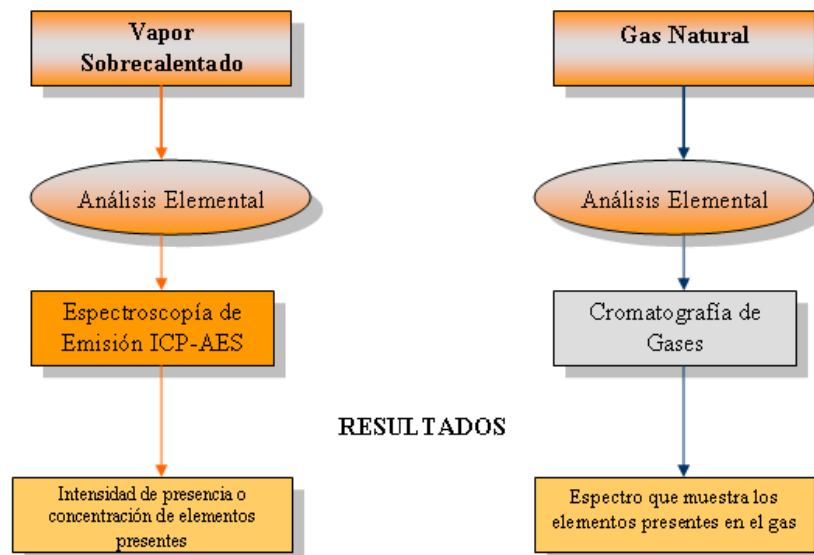 Vapor
Sobrecalentado
Gas Natural
Análisis Elemental
Análisis Elemental
Espectroscopía de
Emisión ICP-AES
Cromatografía de
Gases
RESULTADOS
Intensidad de presencia o
concentración de elementos
presentes
Espectro que muestra los
elementos presentes en el gas